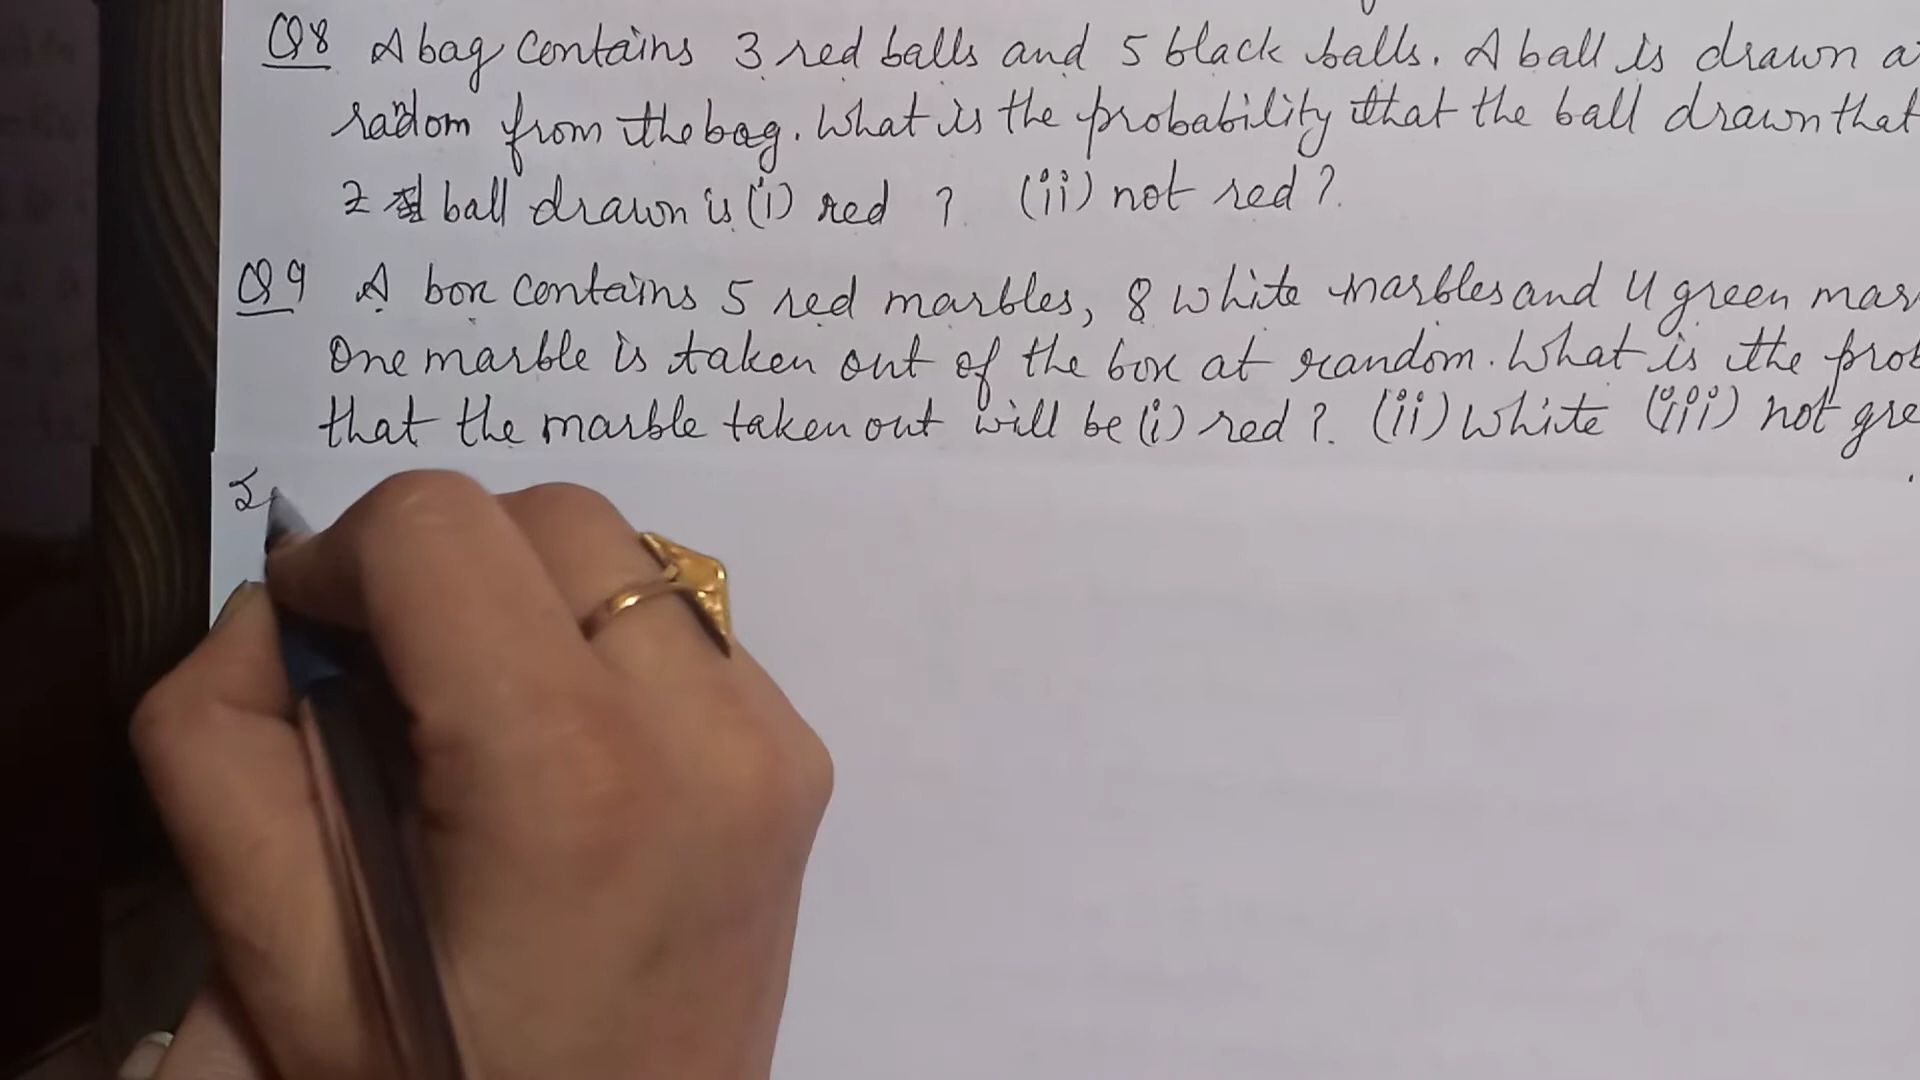 Q8 A bag contains 3 red balls and 5 black balls. A ball is drawn a
random from the bag. What is the probability that the ball drawn that
ball drawn is (i) red ? (ii) not red ?
Q9 A box contains 5 red marbles, 8 white marbles and 4 green mar
One marble is taken out of the box at random. What is the prob
that the marble taken out will be (i) red ?. (ii) White (iii) not gre